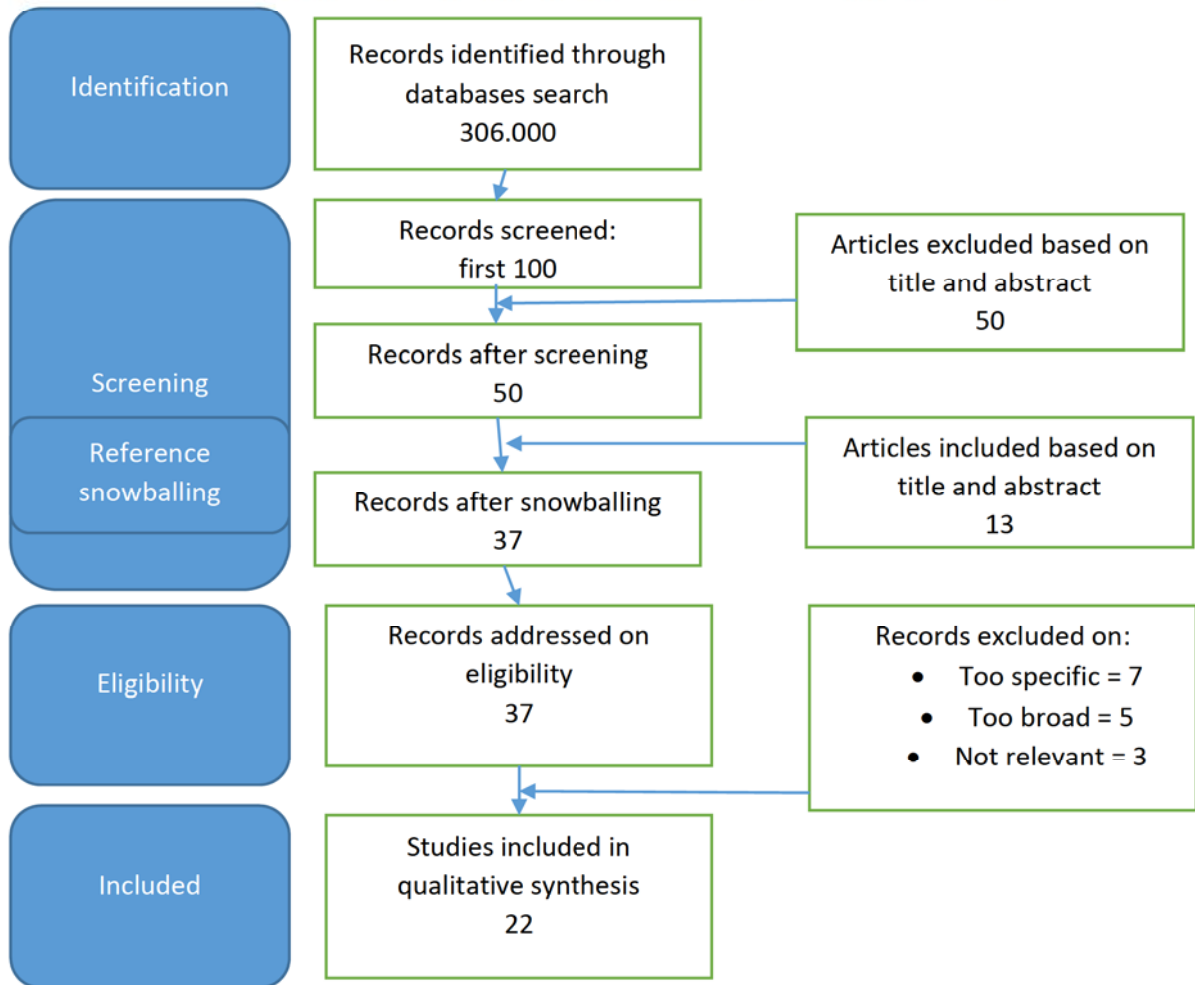 Identification
Records identified through
databases search
306.000
Records screened:
first 100
Articles excluded based on
title and abstract
50
Records after screening
50
Screening
Reference
snowballing
Articles included based on
title and abstract
13
Records after snowballing
37
Eligibility
Records addressed on
eligibility
37
Records excluded on:
• Too specific = 7
• Too broad = 5
• Not relevant = 3
Included
Studies included in
qualitative synthesis
22